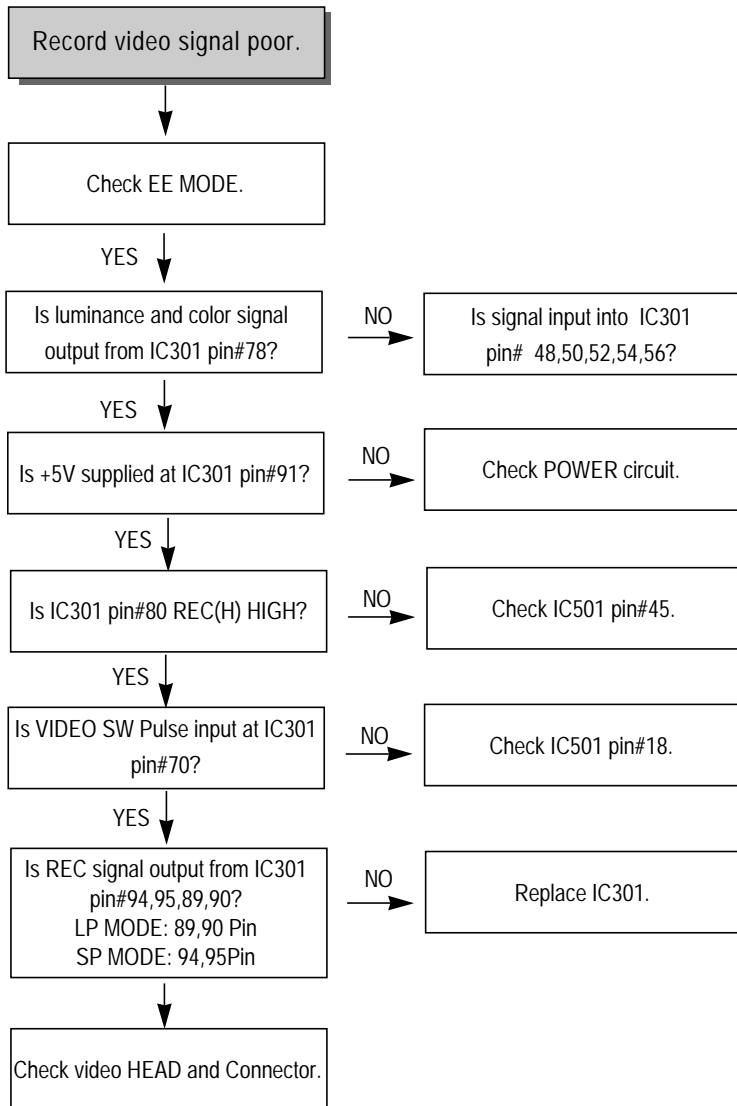 Record video signal poor.
Check EE MODE.
YES
Is luminance and color signal
output from IC301 pin#78?
NO
Is signal input into IC301
pin# 48,50,52,54,56?
YES
Is +5V supplied at IC301 pin#91?
NO
Check POWER circuit.
YES
Is IC301 pin#80 REC(H) HIGH?
NO
Check IC501 pin#45.
YES
Is VIDEO SW Pulse input at IC301
pin#70?
NO
Check IC501 pin#18.
YES
Is REC signal output from IC301
pin#94,95,89,90?
LP MODE: 89,90 Pin
SP MODE: 94,95Pin
NO
Replace IC301.
Check video HEAD and Connector.